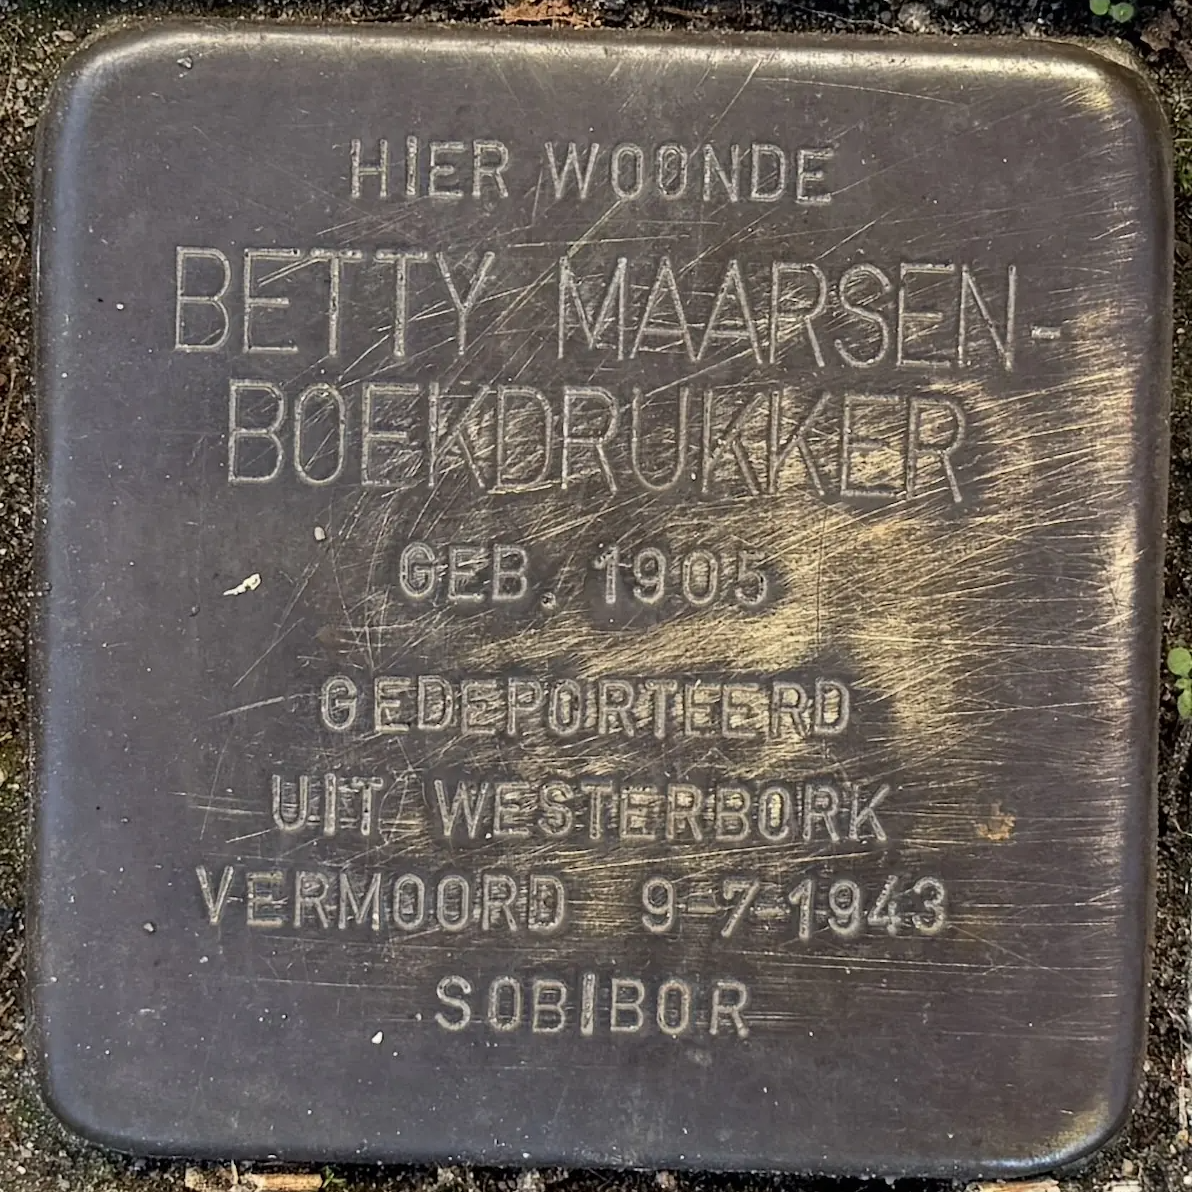 HIER WOONDE
BETTY MAARSEN-
BOEKDRUKKER
GEB. 1905
GEDEPORTEERD
UIT WESTERBORK
VERMOORD 9-7-1943
SOBIBOR